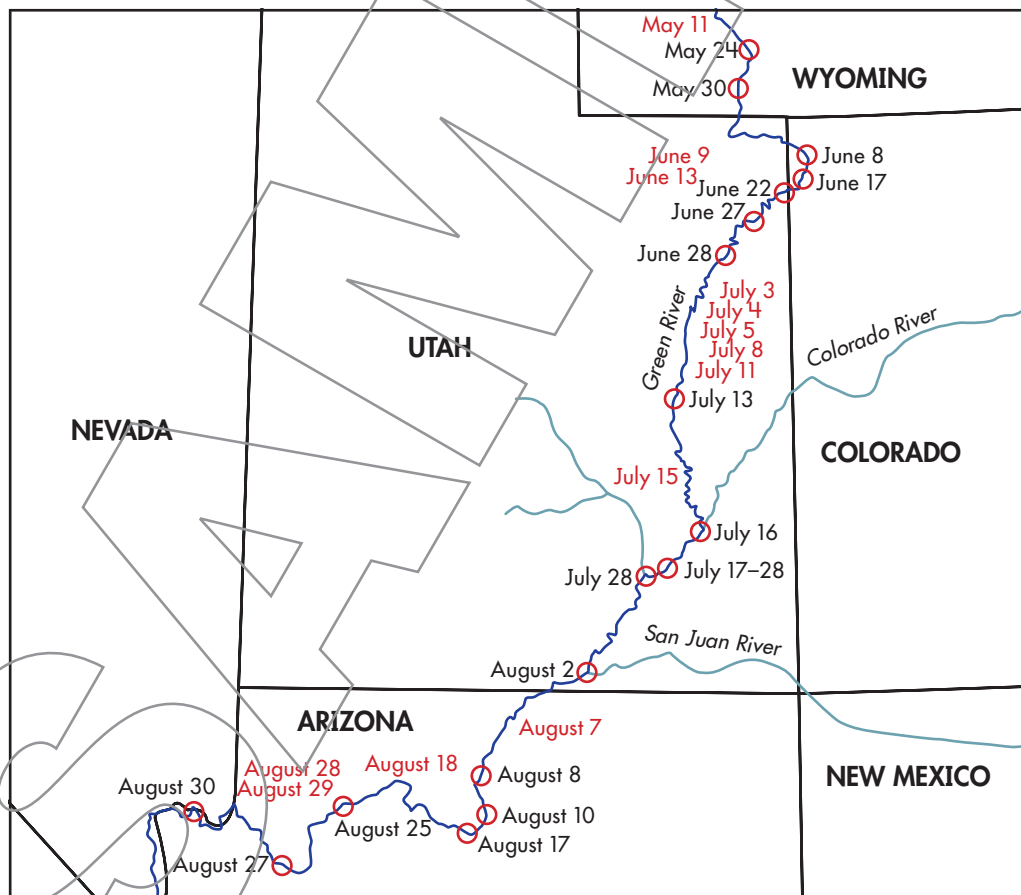 May 11
May 24
WYOMING
May 30
June 9
June 8
June 13
June 22
June 17
June 27
June 28
July 3
July 4
July 5
July 8
July 11
Green River
Colorado River
UTAH
July 13
NEVADA
COLORADO
July 15
July 16
July 28
July 17–28
San Juan River
August 2
ARIZONA
August 7
August 28
August 18
August 8
NEW MEXICO
August 30
August 29
August 10
August 25
August 17
August 27
SAM